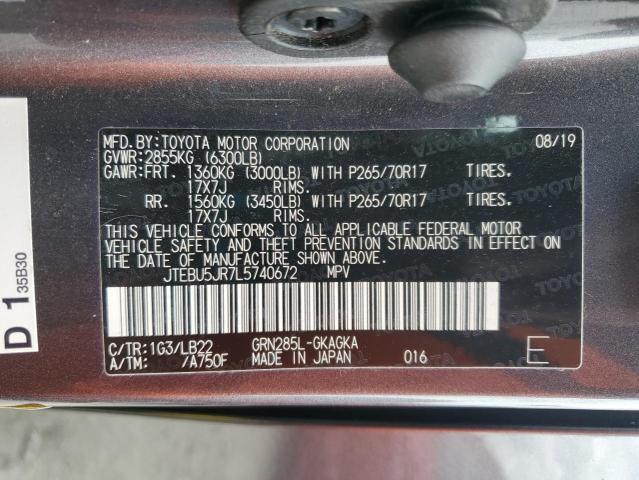 MFD.BY:TOYOTA MOTOR CORPORATION 08/19
GVWR:2855KG (6300LB)
GAWR:FRT. 1360KG (3000LB) WITH P265/70R17 TIRES.
17X7J RIMS.
RR. 1560KG (3450LB) WITH P265/70R17 TIRES.
17X7J RIMS.
THIS VEHICLE CONFORMS TO ALL APPLICABLE FEDERAL MOTOR
VEHICLE SAFETY AND THEFT PREVENTION STANDARDS IN EFFECT
ON THE DATE OF MANUFACTURE SHOWN ABOVE.
JTEBU5JR7L5740672 MPV
C/TR:1G3/LB22 GRN285L-GKAGKA
A/TM: /A750F MADE IN JAPAN 016 E
D 1 35B30